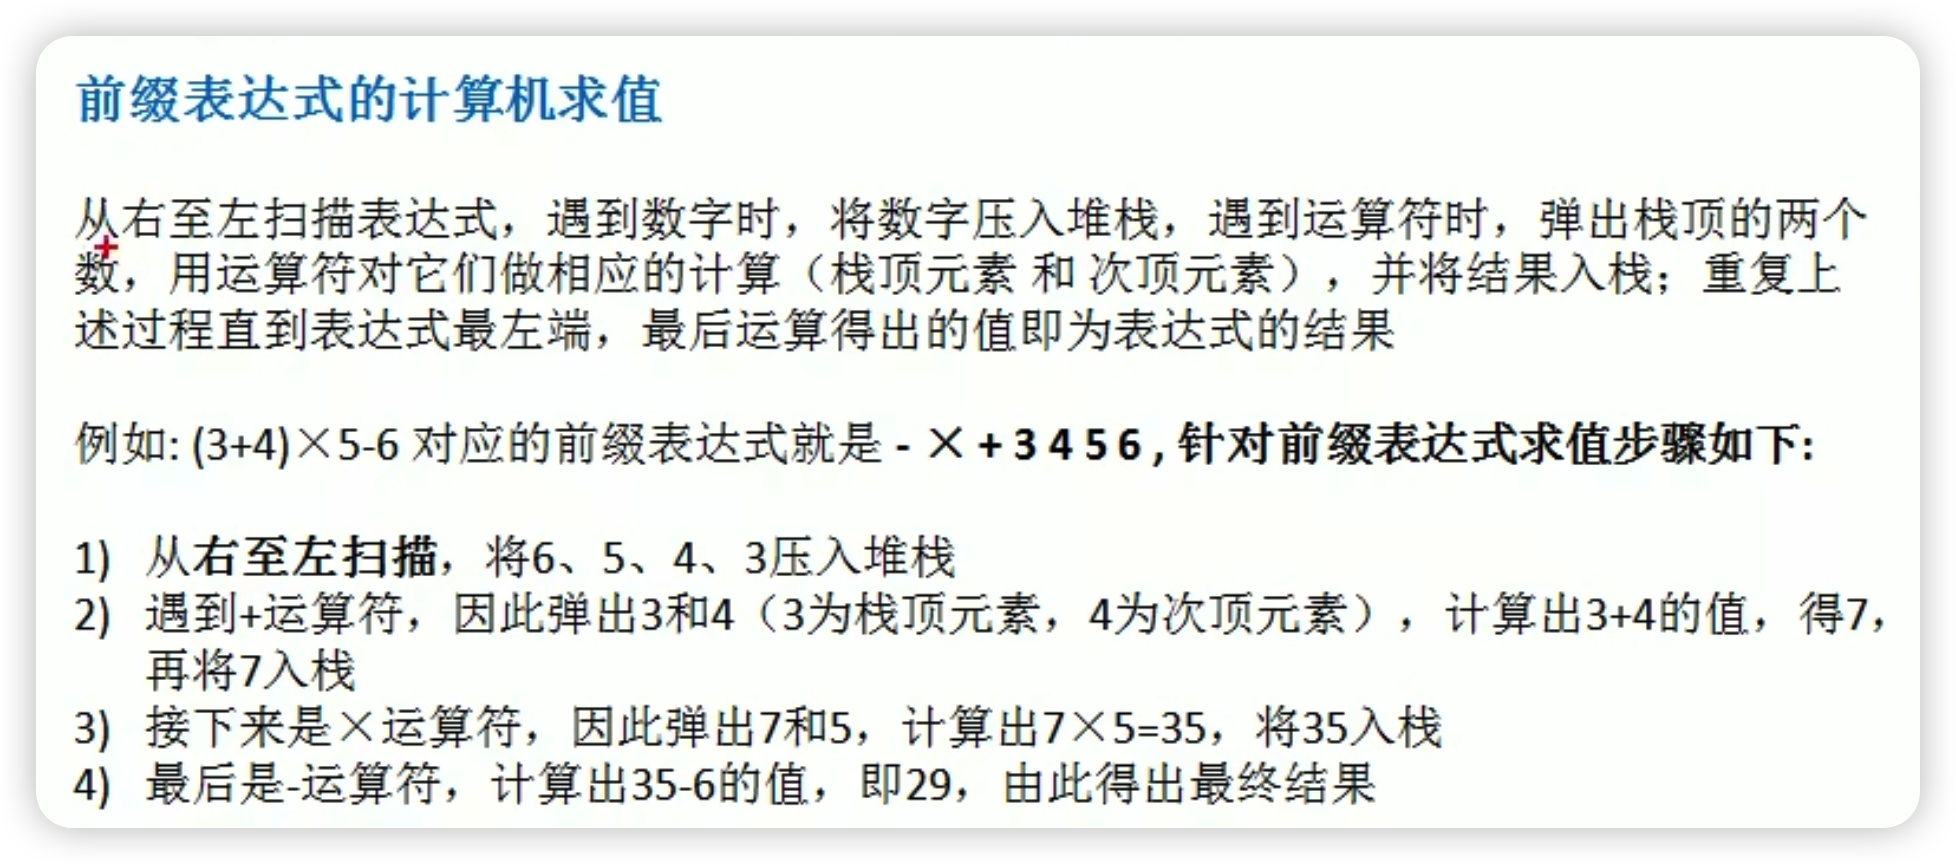 前缀表达式的计算机求值
从右至左扫描表达式，遇到数字时，将数字压入堆栈，遇到运算符时，弹出栈顶的两个
数，用运算符对它们做相应的计算（栈顶元素 和 次顶元素），并将结果入栈；重复上
述过程直到表达式最左端，最后运算得出的值即为表达式的结果
例如: (3+4)×5-6 对应的前缀表达式就是 - × + 3 4 5 6 , 针对前缀表达式求值步骤如下:
1) 从右至左扫描，将6、5、4、3压入堆栈
2) 遇到+运算符，因此弹出3和4（3为栈顶元素，4为次顶元素），计算出3+4的值，得7，
再将7入栈
3) 接下来是×运算符，因此弹出7和5，计算出7×5=35，将35入栈
4) 最后是-运算符，计算出35-6的值，即29，由此得出最终结果